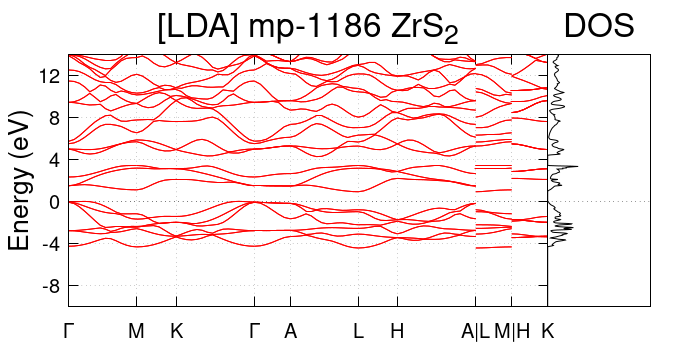 [LDA] mp-1186 ZrS₂ DOS
Energy (eV)
12
8
4
0
-4
-8
Γ M K Γ A L H A|L M|H K